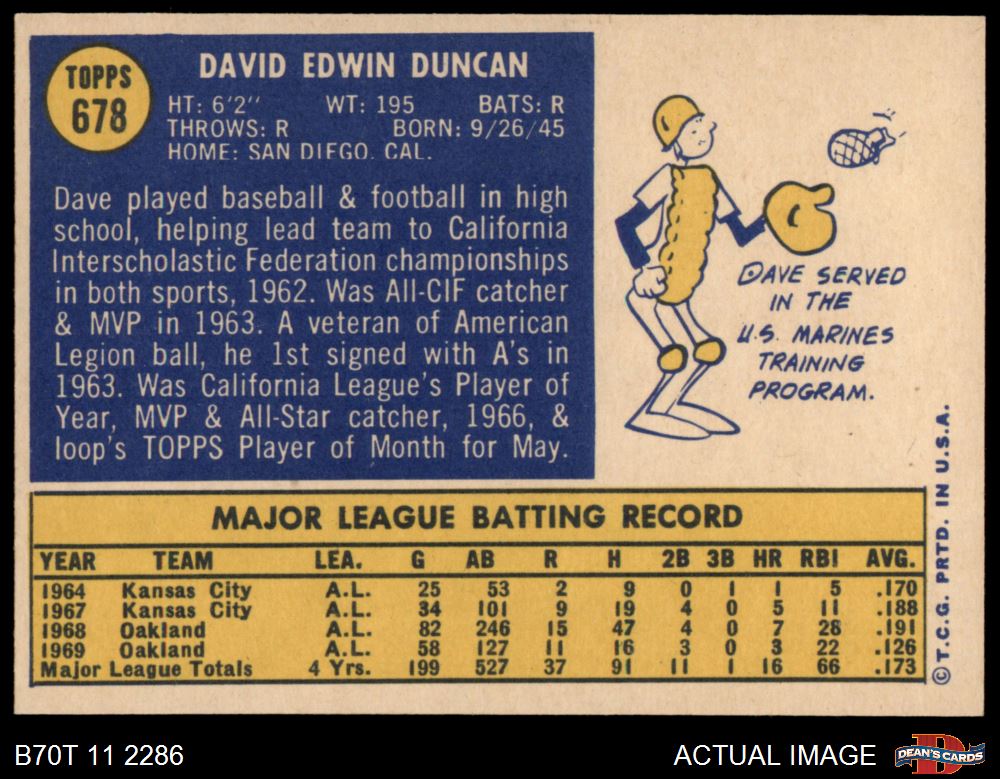 TOPPS
678
DAVID EDWIN DUNCAN
HT: 6'2" WT: 195 BATS: R
THROWS: R BORN: 9/26/45
HOME: SAN DIEGO, CAL.
Dave played baseball & football in high
school, helping lead team to California
Interscholastic Federation championships
in both sports, 1962. Was All-CIF catcher
& MVP in 1963. A veteran of American
Legion ball, he 1st signed with A's in
1963. Was California League's Player of
Year, MVP & All-Star catcher, 1966, &
loop's TOPPS Player of Month for May.
DAVE SERVED
IN THE
U.S. MARINES
TRAINING
PROGRAM.
MAJOR LEAGUE BATTING RECORD
YEAR TEAM LEA. G AB R H 2B 3B HR RBI AVG.
1964 Kansas City A.L. 25 53 2 9 0 1 1 5 .170
1967 Kansas City A.L. 34 101 9 19 4 0 5 11 .188
1968 Oakland A.L. 82 246 15 47 4 0 7 28 .191
1969 Oakland A.L. 58 127 11 16 3 0 3 22 .126
Major League Totals 4 Yrs. 199 527 37 91 11 1 16 66 .173
© T.C.G. PRTD. IN U.S.A.
B70T 11 2286
ACTUAL IMAGE
DEAN'S CARDS